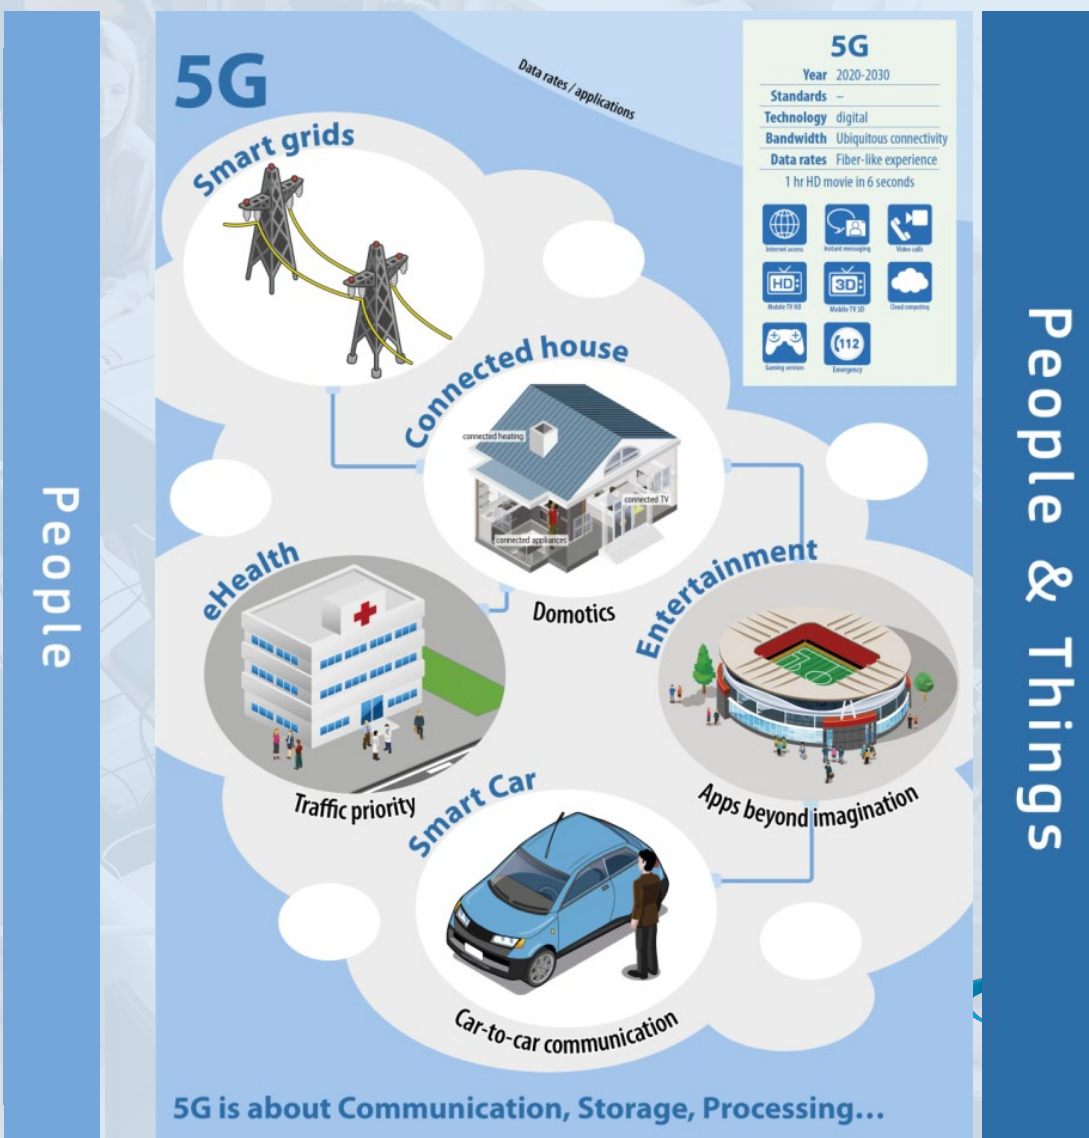 People
5G
Data rates / applications
5G
Year 2020-2030
Standards –
Technology digital
Bandwidth Ubiquitous connectivity
Data rates Fiber-like experience
1 hr HD movie in 6 seconds
Internet access
Instant messaging
Video calls
HD
3D
Mobile TV HD
Mobile TV 3D
Cloud computing
112
Gaming services
Emergency
Smart grids
Connected house
connected heating
connected TV
connected appliances
Domotics
eHealth
Traffic priority
Entertainment
Apps beyond imagination
Smart Car
Car-to-car communication
5G is about Communication, Storage, Processing...
People & Things